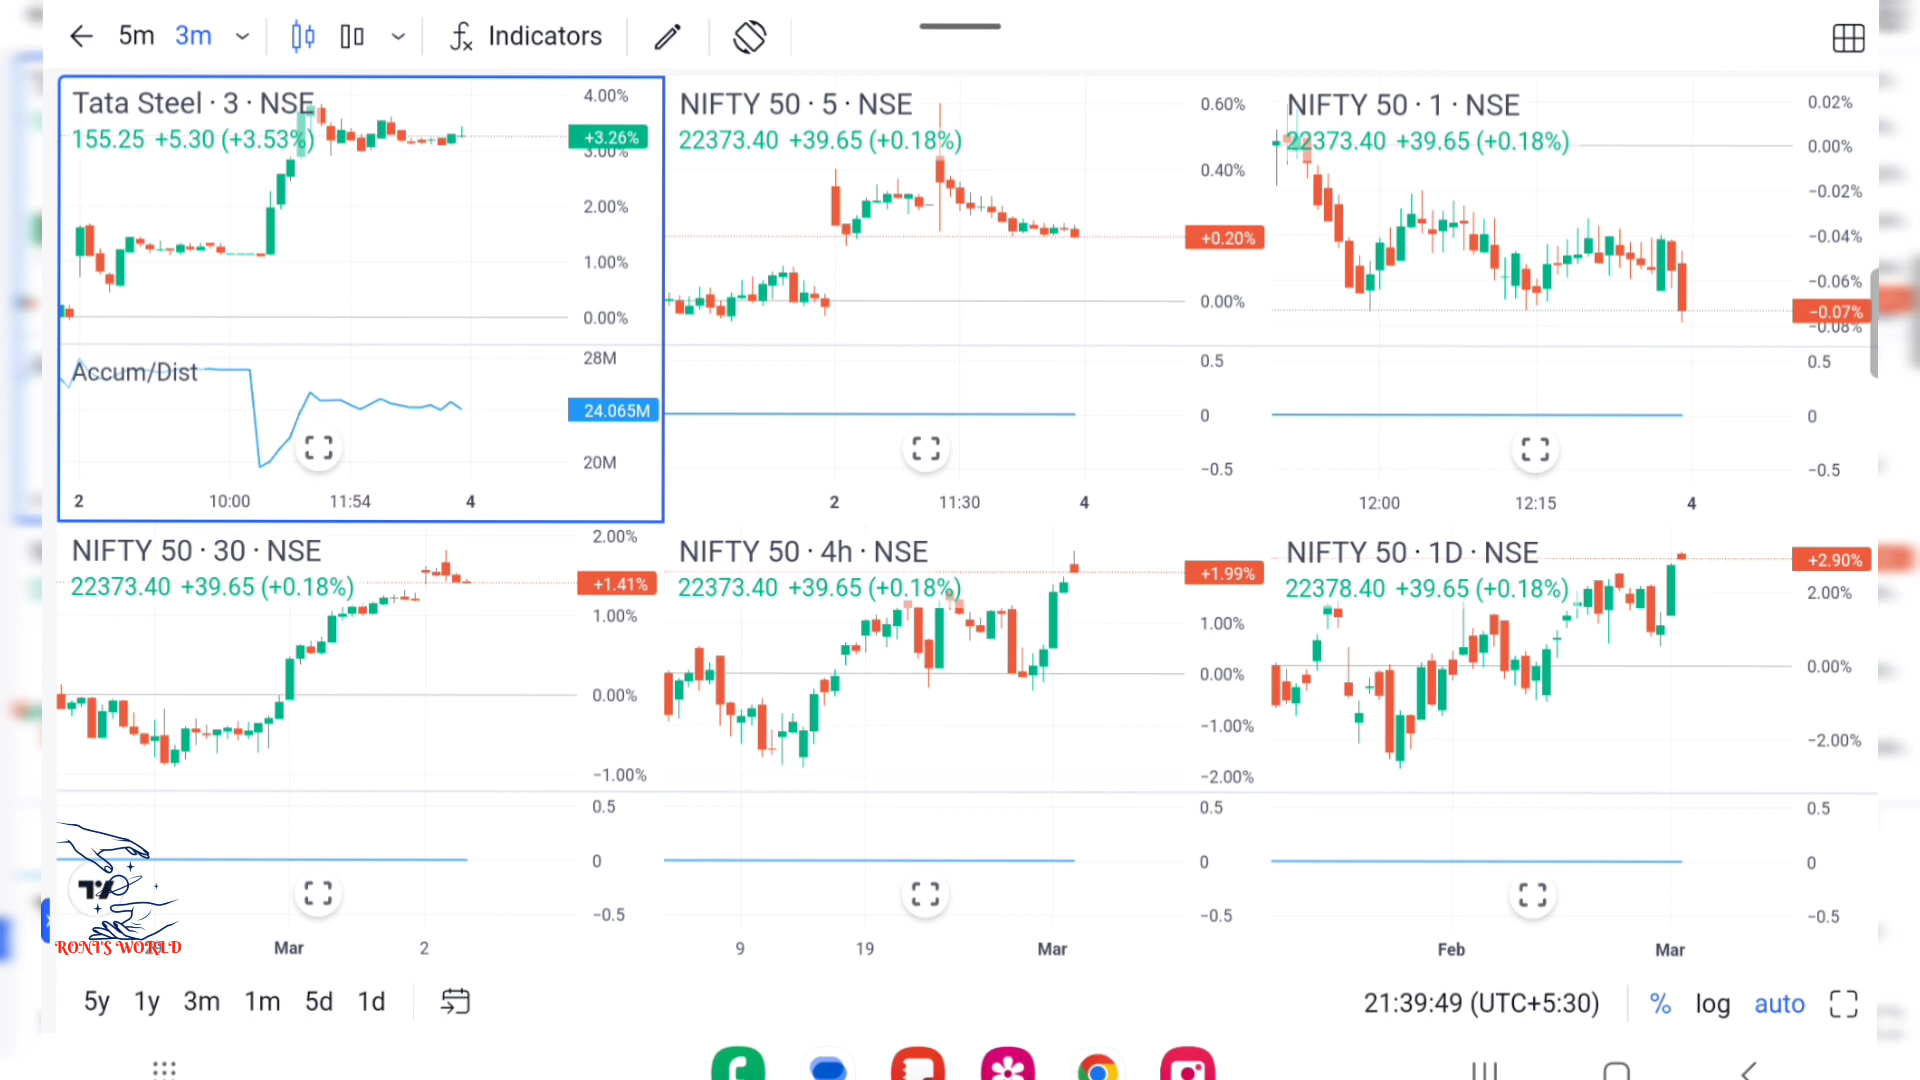 5m 3m Indicators
Tata Steel · 3 · NSE
155.25 +5.30 (+3.53%)
4.00%
+3.26%
3.00%
2.00%
1.00%
0.00%
Accum/Dist
28M
24.065M
20M
2 10:00 11:54 4
NIFTY 50 · 5 · NSE
22373.40 +39.65 (+0.18%)
0.60%
0.40%
+0.20%
0.00%
0.5
0
−0.5
2 11:30 4
NIFTY 50 · 1 · NSE
22373.40 +39.65 (+0.18%)
0.02%
0.00%
−0.02%
−0.04%
−0.06%
−0.07%
−0.08%
0.5
0
−0.5
12:00 12:15 4
NIFTY 50 · 30 · NSE
22373.40 +39.65 (+0.18%)
2.00%
+1.41%
1.00%
0.00%
−1.00%
0.5
0
−0.5
Mar 2
NIFTY 50 · 4h · NSE
22373.40 +39.65 (+0.18%)
+1.99%
1.00%
0.00%
−1.00%
−2.00%
0.5
0
−0.5
9 19 Mar
NIFTY 50 · 1D · NSE
22378.40 +39.65 (+0.18%)
+2.90%
2.00%
0.00%
−2.00%
0.5
0
−0.5
Feb Mar
RONI'S WORLD
5y 1y 3m 1m 5d 1d
21:39:49 (UTC+5:30) % log auto